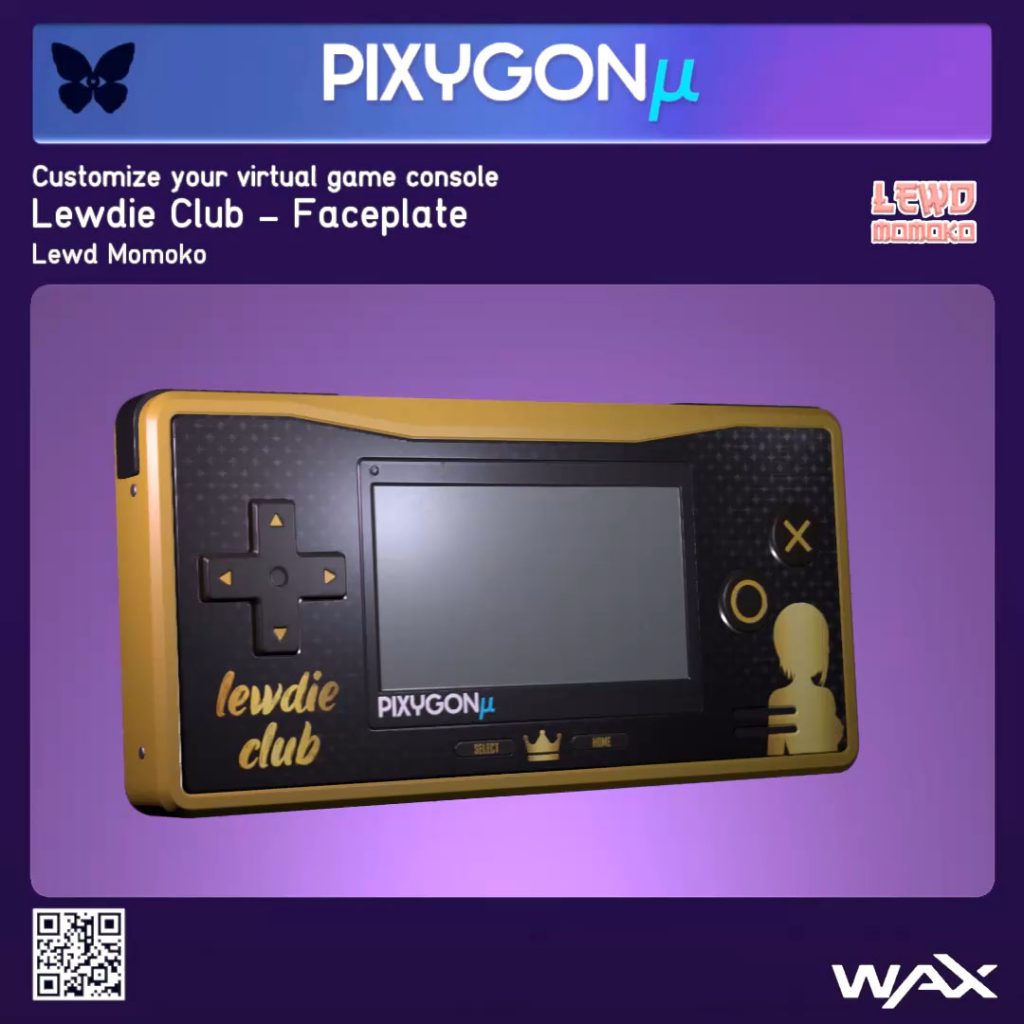 PIXYGONμ
Customize your virtual game console
Lewdie Club – Faceplate
Lewd Momoko
LEWD
MOMOKO
X
O
lewdie
club
PIXYGONμ
SELECT
HOME
WAX